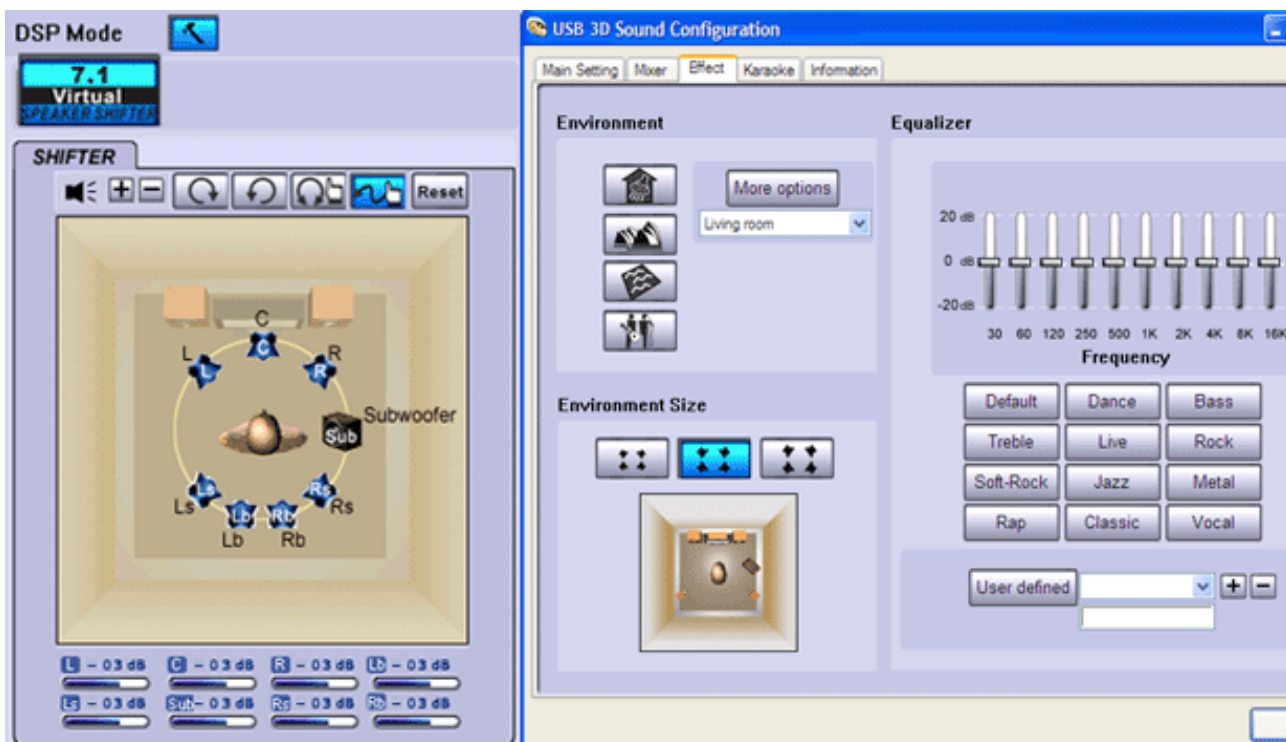 DSP Mode
7.1
Virtual
SPEAKER SHIFTER
SHIFTER
Reset
C
C
L
R
L
R
Subwoofer
Sub
Ls
Rs
Ls
Rs
Lb
Rb
Lb
Rb
L - 03 dB
C - 03 dB
R - 03 dB
Lb - 03 dB
Ls - 03 dB
Sub - 03 dB
Rs - 03 dB
Rb - 03 dB
USB 3D Sound Configuration
Main Setting
Mixer
Effect
Karaoke
Information
Environment
More options
Living room
Environment Size
Equalizer
20 dB
0 dB
-20 dB
30 60 120 250 500 1K 2K 4K 8K 16K
Frequency
Default
Dance
Bass
Treble
Live
Rock
Soft-Rock
Jazz
Metal
Rap
Classic
Vocal
User defined